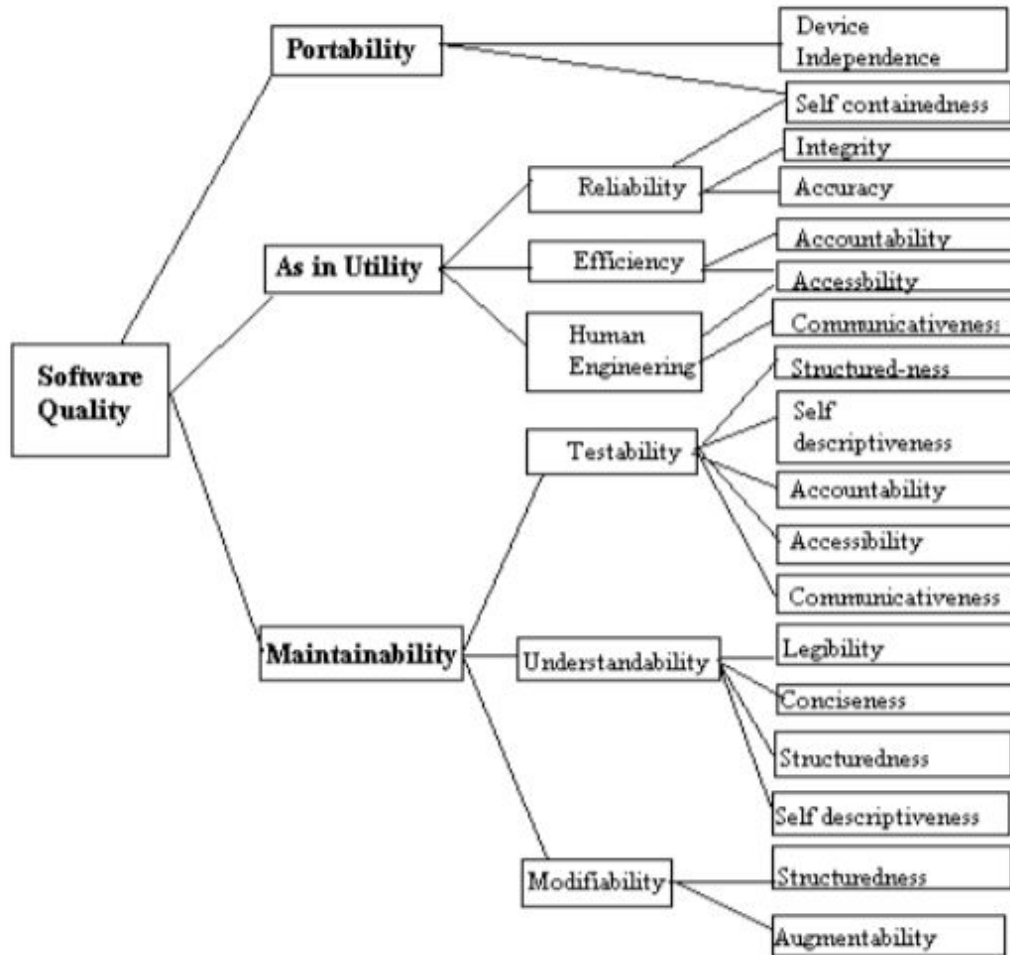 Portability
Device
Independence
Self containedness
Integrity
Reliability
Accuracy
Accountability
As in Utility
Efficiency
Accessbility
Human
Engineering
Communicativeness
Software
Quality
Structured-ness
Self
descriptiveness
Testability
Accountability
Accessibility
Communicativeness
Maintainability
Understandability
Legibility
Conciseness
Structuredness
Self descriptiveness
Modifiability
Structuredness
Augmentability